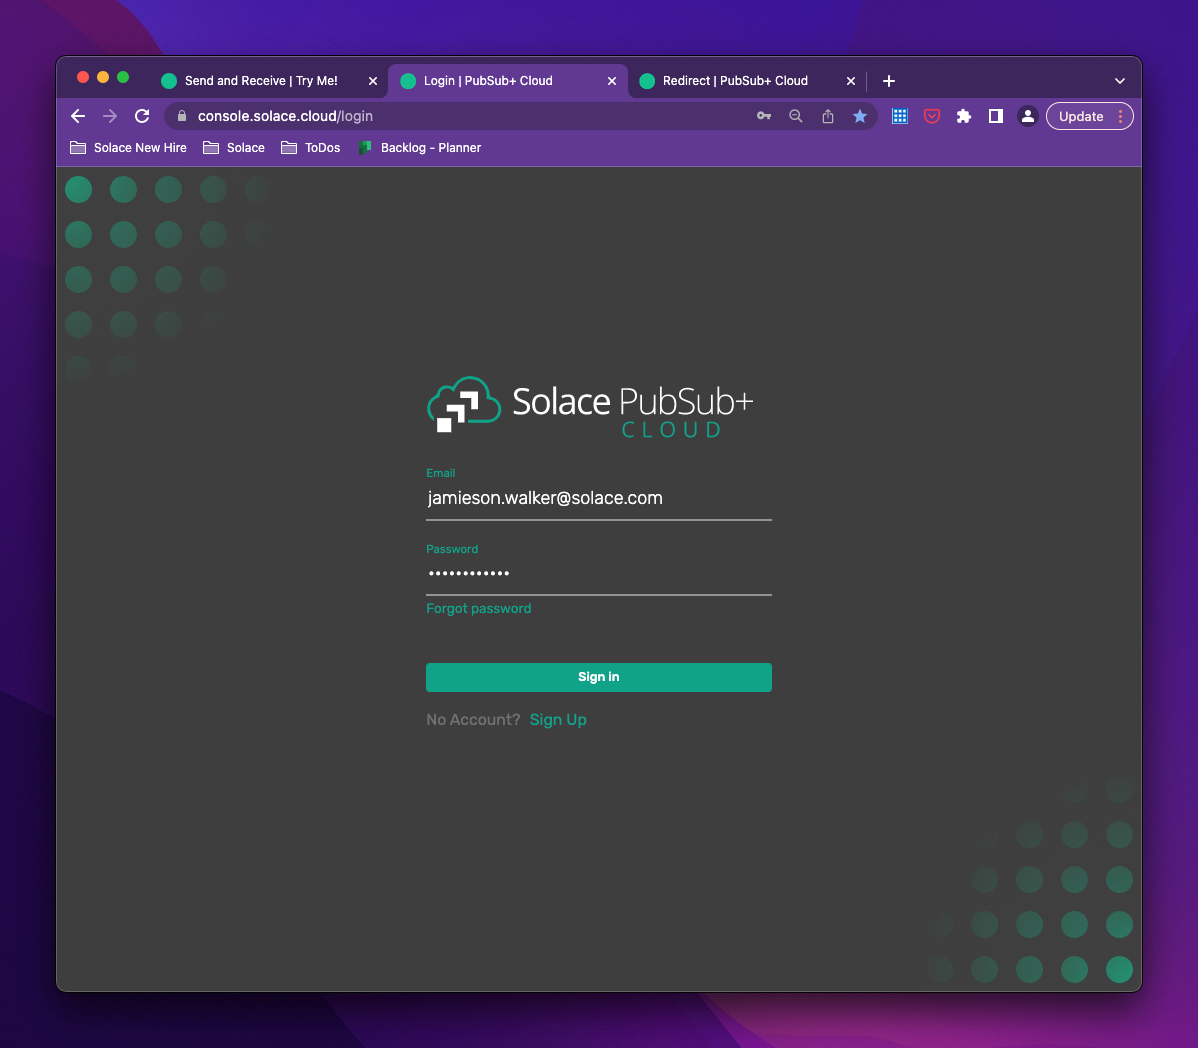 Send and Receive | Try Me!
Login | PubSub+ Cloud
Redirect | PubSub+ Cloud
console.solace.cloud/login
Update
Solace New Hire
Solace
ToDos
Backlog - Planner
Solace PubSub+
CLOUD
Email
jamieson.walker@solace.com
Password
••••••••••••
Forgot password
Sign in
No Account? Sign Up